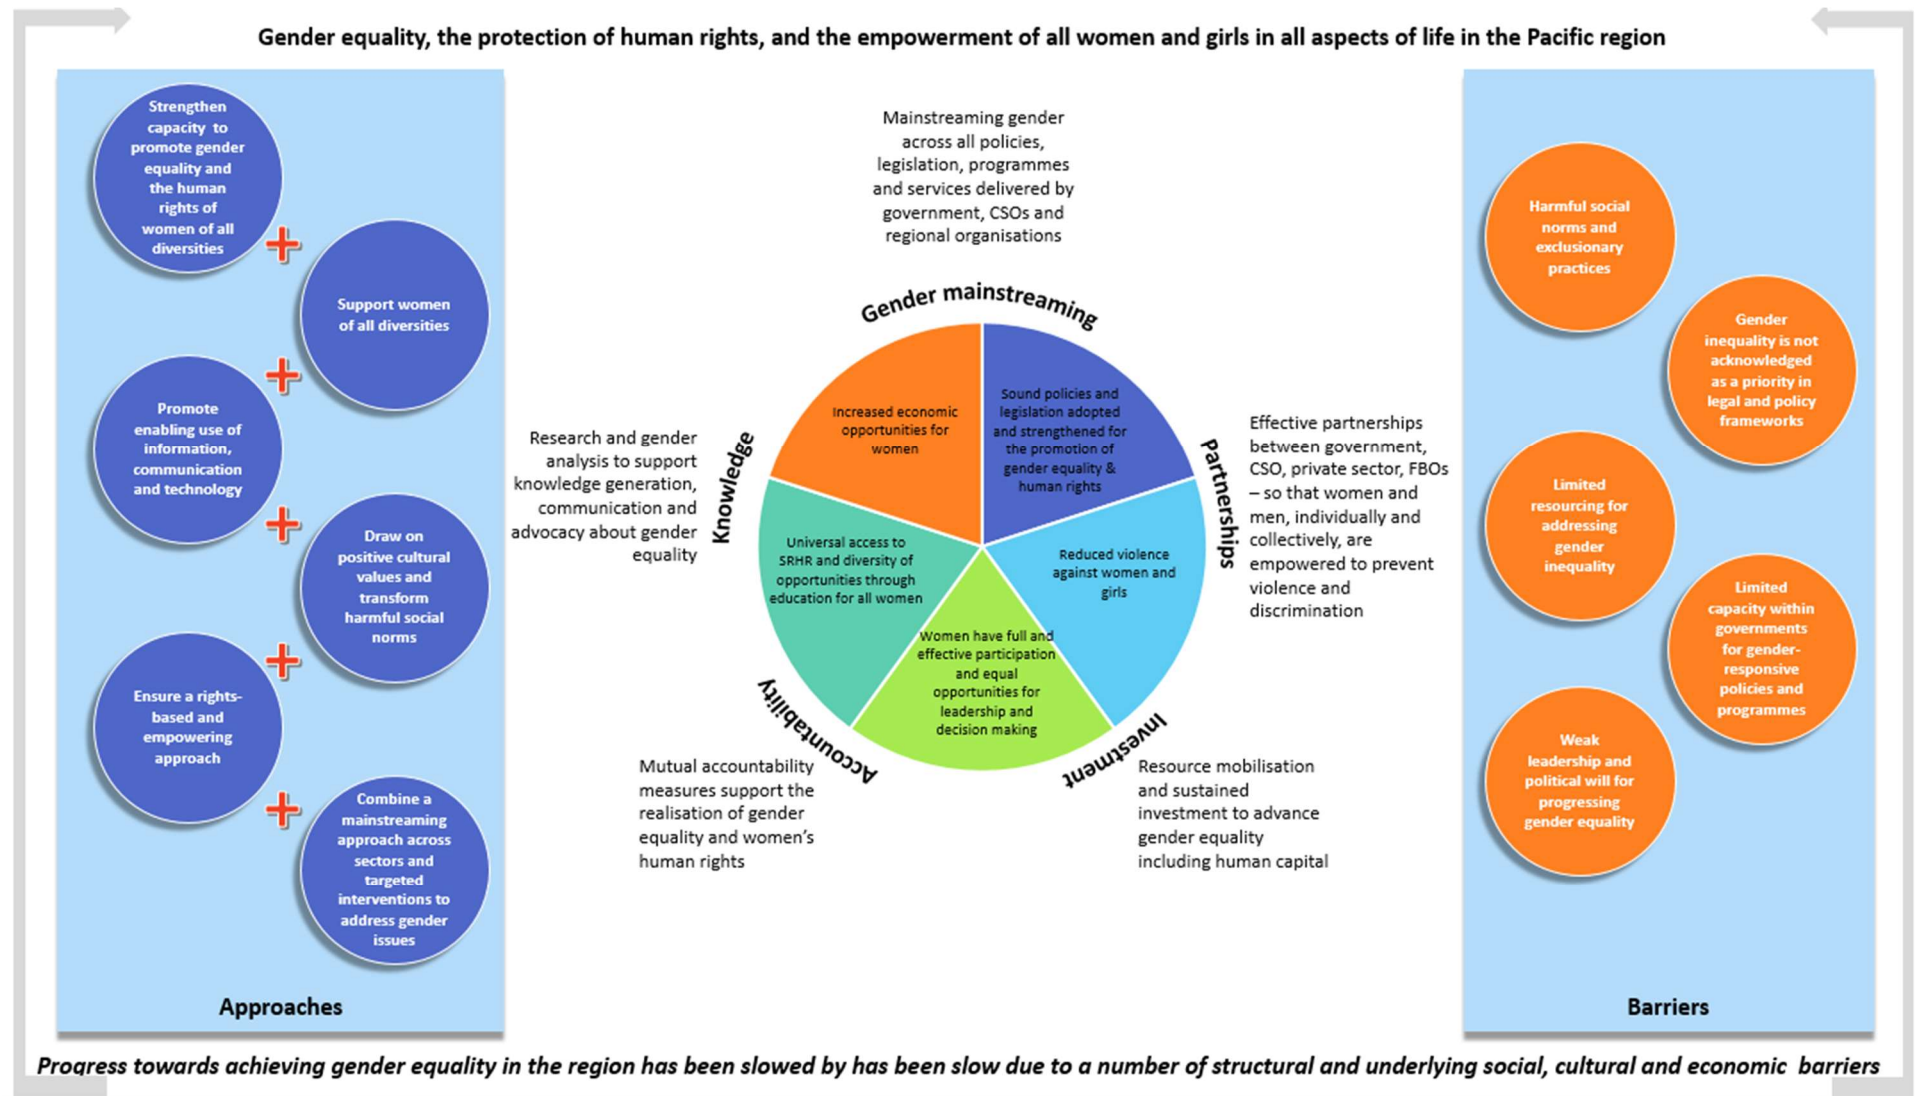 Gender equality, the protection of human rights, and the empowerment of all women and girls in all aspects of life in the Pacific region
Strengthen
capacity to
promote gender
equality and
the human
rights of
women of all
diversities
Support women
of all diversities
Promote
enabling use of
information,
communication
and technology
Draw on
positive cultural
values and
transform
harmful social
norms
Ensure a rights-
based and
empowering
approach
Combine a
mainstreaming
approach across
sectors and
targeted
interventions to
address gender
issues
Approaches
Mainstreaming gender
across all policies,
legislation, programmes
and services delivered by
government, CSOs and
regional organisations
Gender mainstreaming
Increased economic
opportunities for
women
Sound policies and
legislation adopted
and strengthened for
the promotion of
gender equality &
human rights
Research and gender
analysis to support
knowledge generation,
communication and
advocacy about gender
equality
Knowledge
Partnerships
Effective partnerships
between government,
CSO, private sector, FBOs
– so that women and
men, individually and
collectively, are
empowered to prevent
violence and
discrimination
Universal access to
SRHR and diversity of
opportunities through
education for all women
Reduced violence
against women and
girls
Women have full and
effective participation
and equal
opportunities for
leadership and
decision making
Accountability
Investment
Mutual accountability
measures support the
realisation of gender
equality and women's
human rights
Resource mobilisation
and sustained
investment to advance
gender equality
including human capital
Harmful social
norms and
exclusionary
practices
Gender
inequality is not
acknowledged
as a priority in
legal and policy
frameworks
Limited
resourcing for
addressing
gender
inequality
Limited
capacity within
governments
for gender-
responsive
policies and
programmes
Weak
leadership and
political will for
progressing
gender equality
Barriers
Progress towards achieving gender equality in the region has been slowed by has been slow due to a number of structural and underlying social, cultural and economic barriers